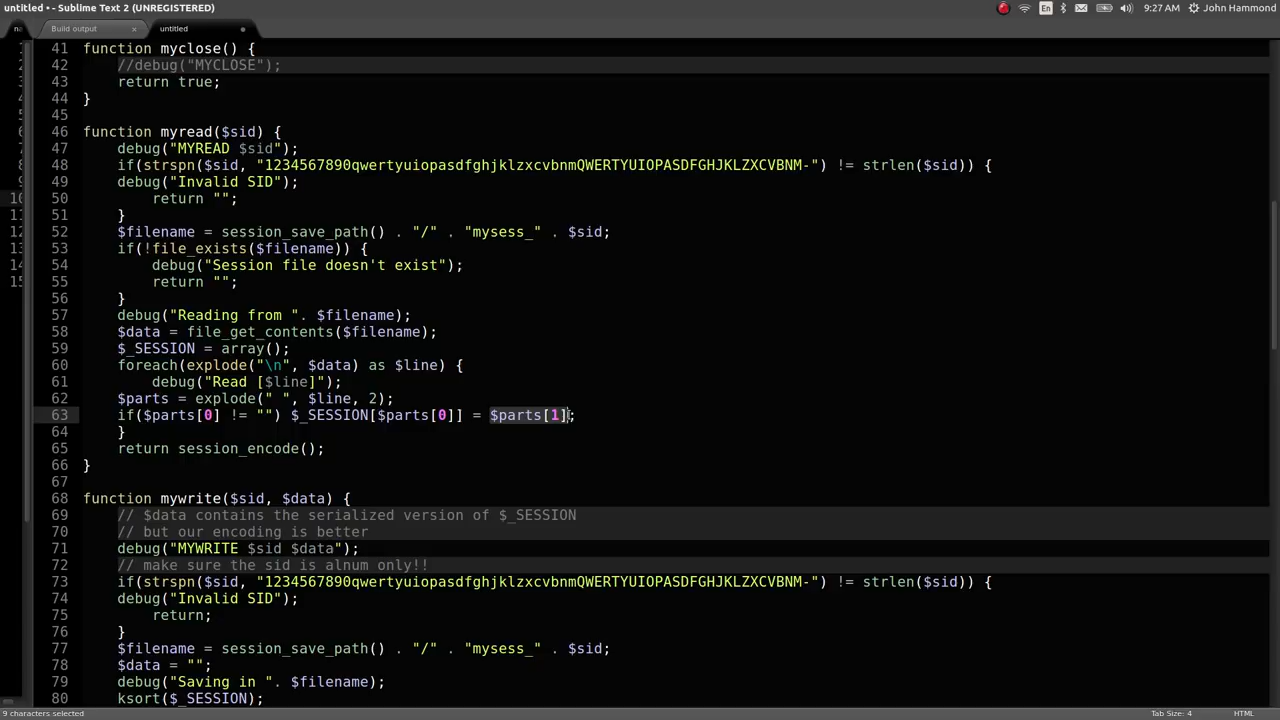 untitled • - Sublime Text 2 (UNREGISTERED)
En
9:27 AM
John Hammond
na
Build output
untitled
41 function myclose() {
42 //debug("MYCLOSE");
43 return true;
44 }
45
46 function myread($sid) {
47 debug("MYREAD $sid");
48 if(strspn($sid, "1234567890qwertyuiopasdfghjklzxcvbnmQWERTYUIOPASDFGHJKLZXCVBNM-") != strlen($sid)) {
49 debug("Invalid SID");
50 return "";
51 }
52 $filename = session_save_path() . "/" . "mysess_" . $sid;
53 if(!file_exists($filename)) {
54 debug("Session file doesn't exist");
55 return "";
56 }
57 debug("Reading from ". $filename);
58 $data = file_get_contents($filename);
59 $_SESSION = array();
60 foreach(explode("\n", $data) as $line) {
61 debug("Read [$line]");
62 $parts = explode(" ", $line, 2);
63 if($parts[0] != "") $_SESSION[$parts[0]] = $parts[1];
64 }
65 return session_encode();
66 }
67
68 function mywrite($sid, $data) {
69 // $data contains the serialized version of $_SESSION
70 // but our encoding is better
71 debug("MYWRITE $sid $data");
72 // make sure the sid is alnum only!!
73 if(strspn($sid, "1234567890qwertyuiopasdfghjklzxcvbnmQWERTYUIOPASDFGHJKLZXCVBNM-") != strlen($sid)) {
74 debug("Invalid SID");
75 return;
76 }
77 $filename = session_save_path() . "/" . "mysess_" . $sid;
78 $data = "";
79 debug("Saving in ". $filename);
80 ksort($_SESSION);
9 characters selected
Tab Size: 4
HTML